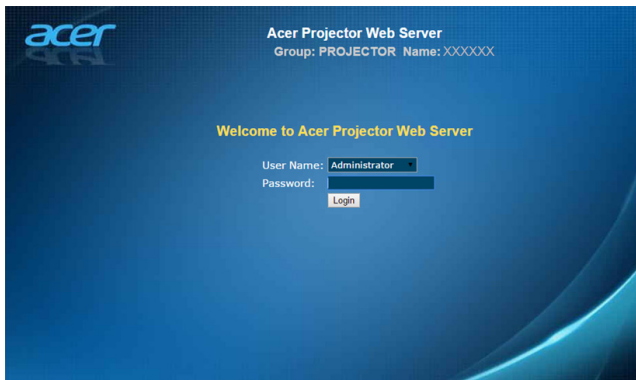 acer
Acer Projector Web Server
Group: PROJECTOR Name: XXXXXX
Welcome to Acer Projector Web Server
User Name: Administrator
Password:
Login